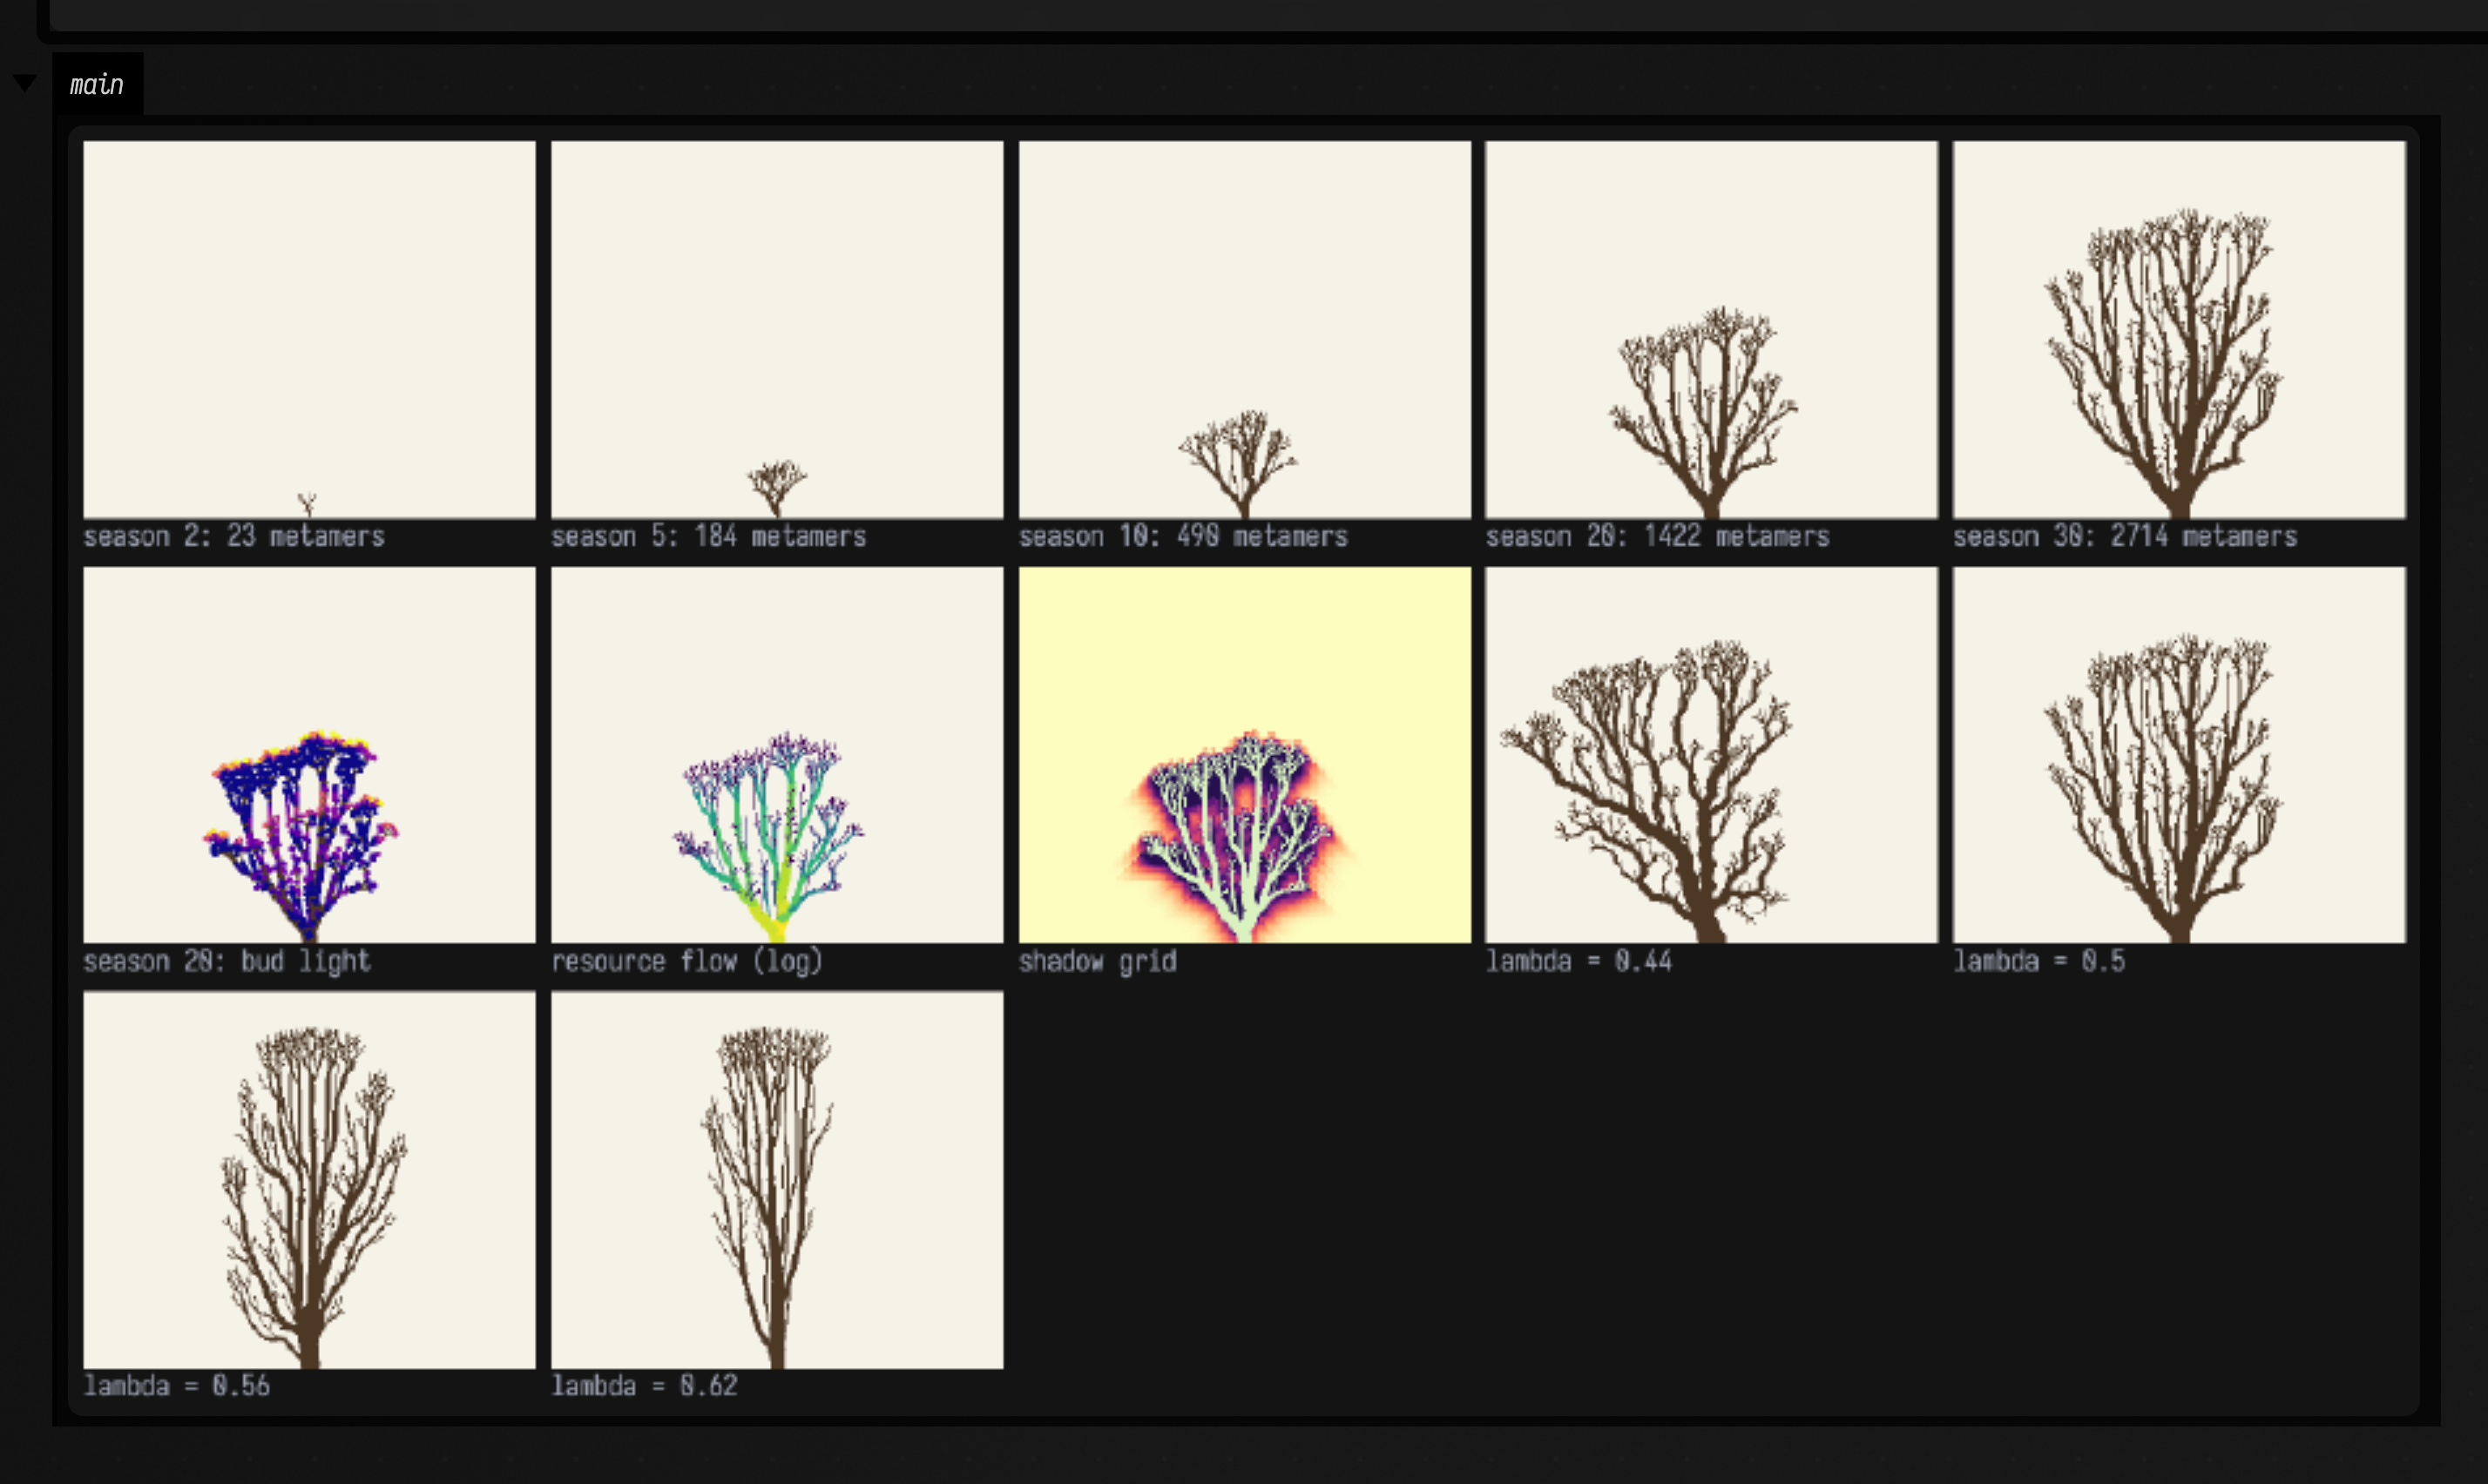 main
season 2: 23 metamers
season 5: 184 metamers
season 10: 490 metamers
season 20: 1422 metamers
season 30: 2714 metamers
season 20: bud light
resource flow (log)
shadow grid
lambda = 0.44
lambda = 0.5
lambda = 0.56
lambda = 0.62